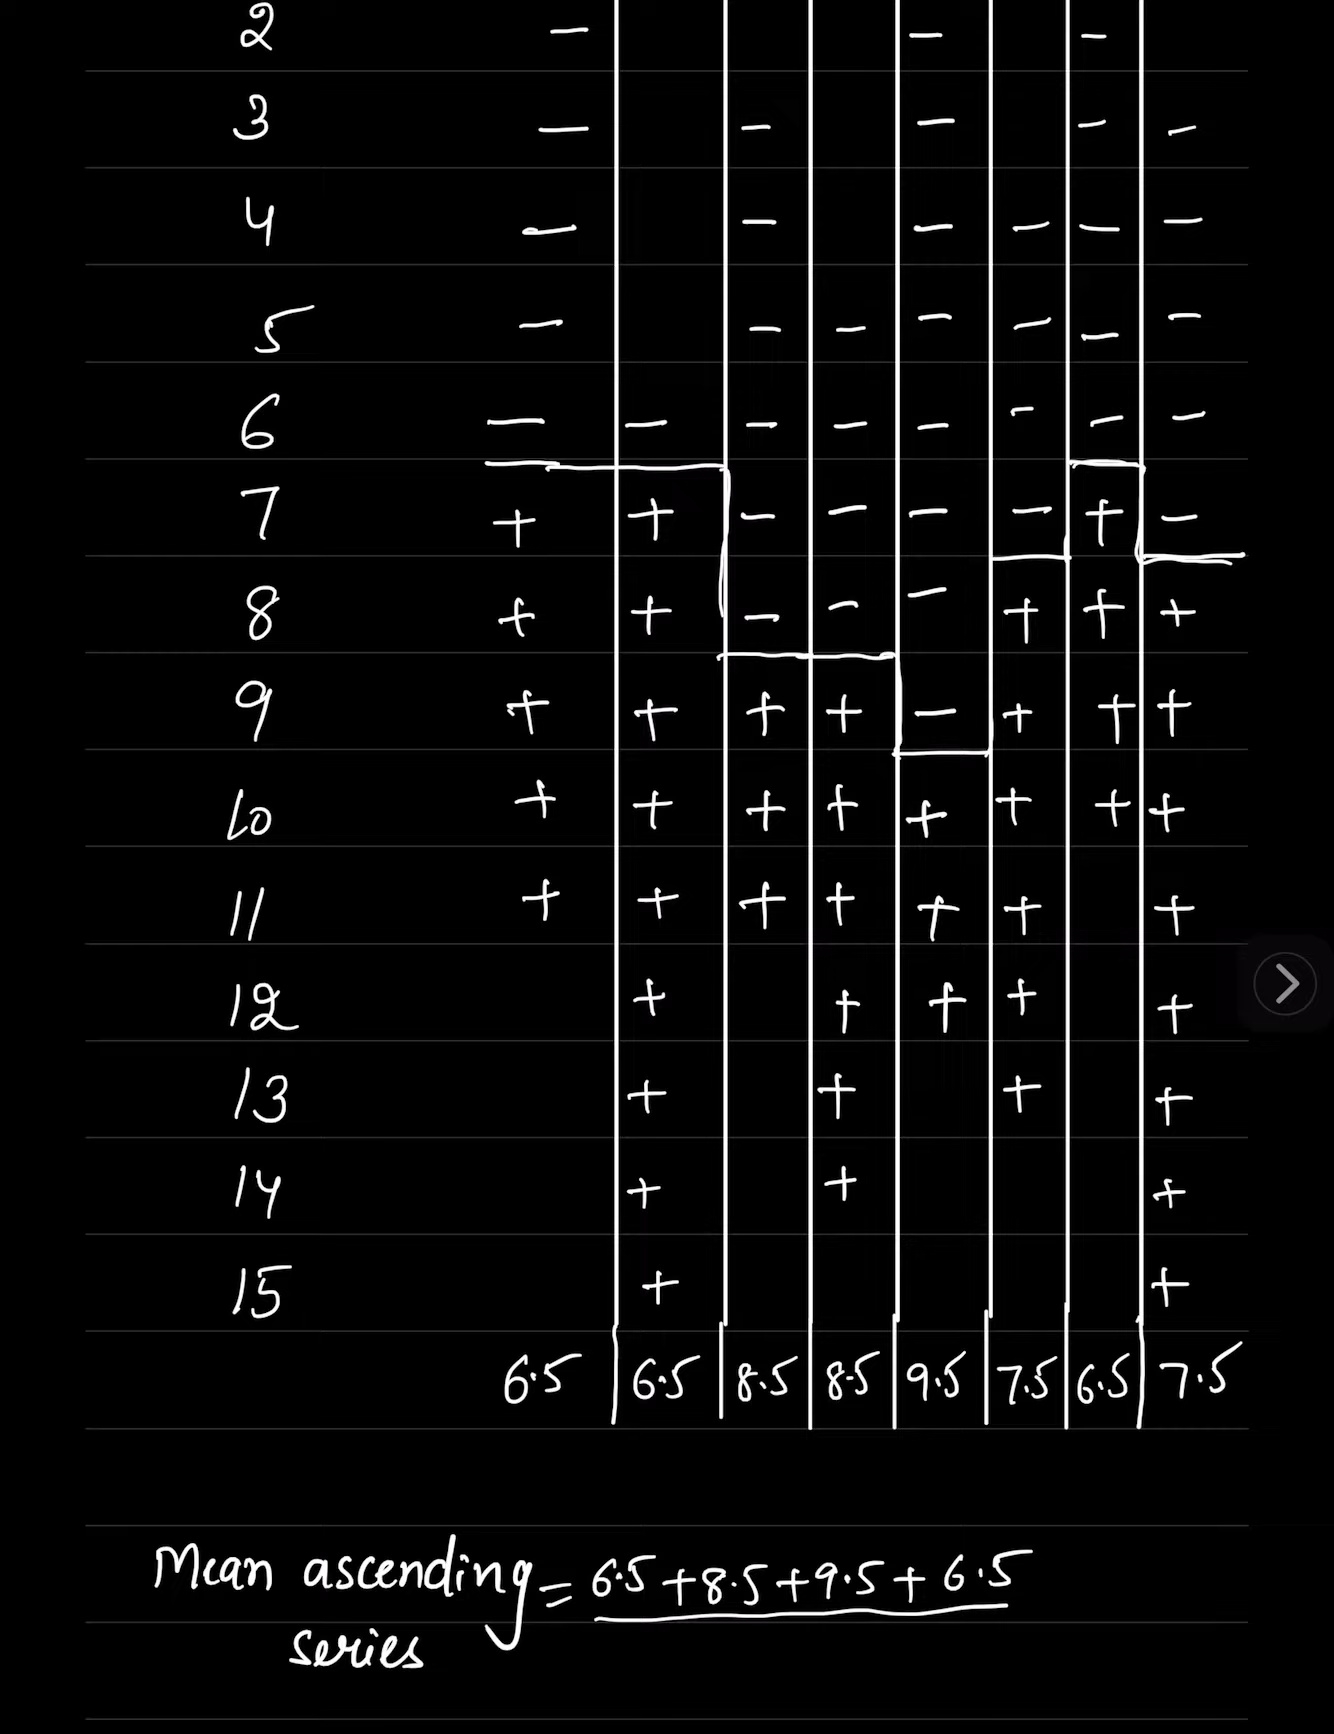 2 − − −
3 − − − − −
4 − − − − − −
5 − − − − − − −
6 − − − − − − − −
7 + + − − − − + −
8 + + − − − + + +
9 + + + + − + + +
10 + + + + + + + +
11 + + + + + + +
12 + + + + +
13 + + + +
14 + + +
15 + +
6.5 6.5 8.5 8.5 9.5 7.5 6.5 7.5
Mean ascending = 6.5 + 8.5 + 9.5 + 6.5
series